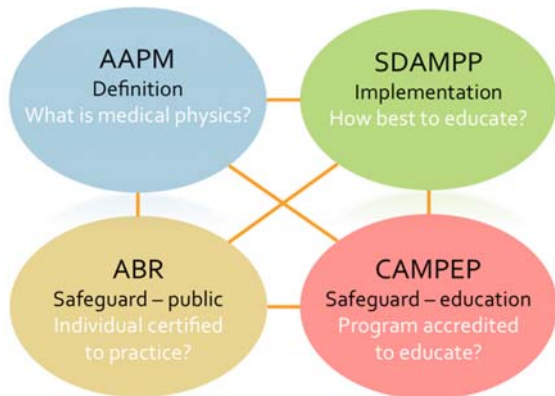 AAPM
Definition
What is medical physics?
SDAMPP
Implementation
How best to educate?
ABR
Safeguard – public
Individual certified
to practice?
CAMPEP
Safeguard – education
Program accredited
to educate?